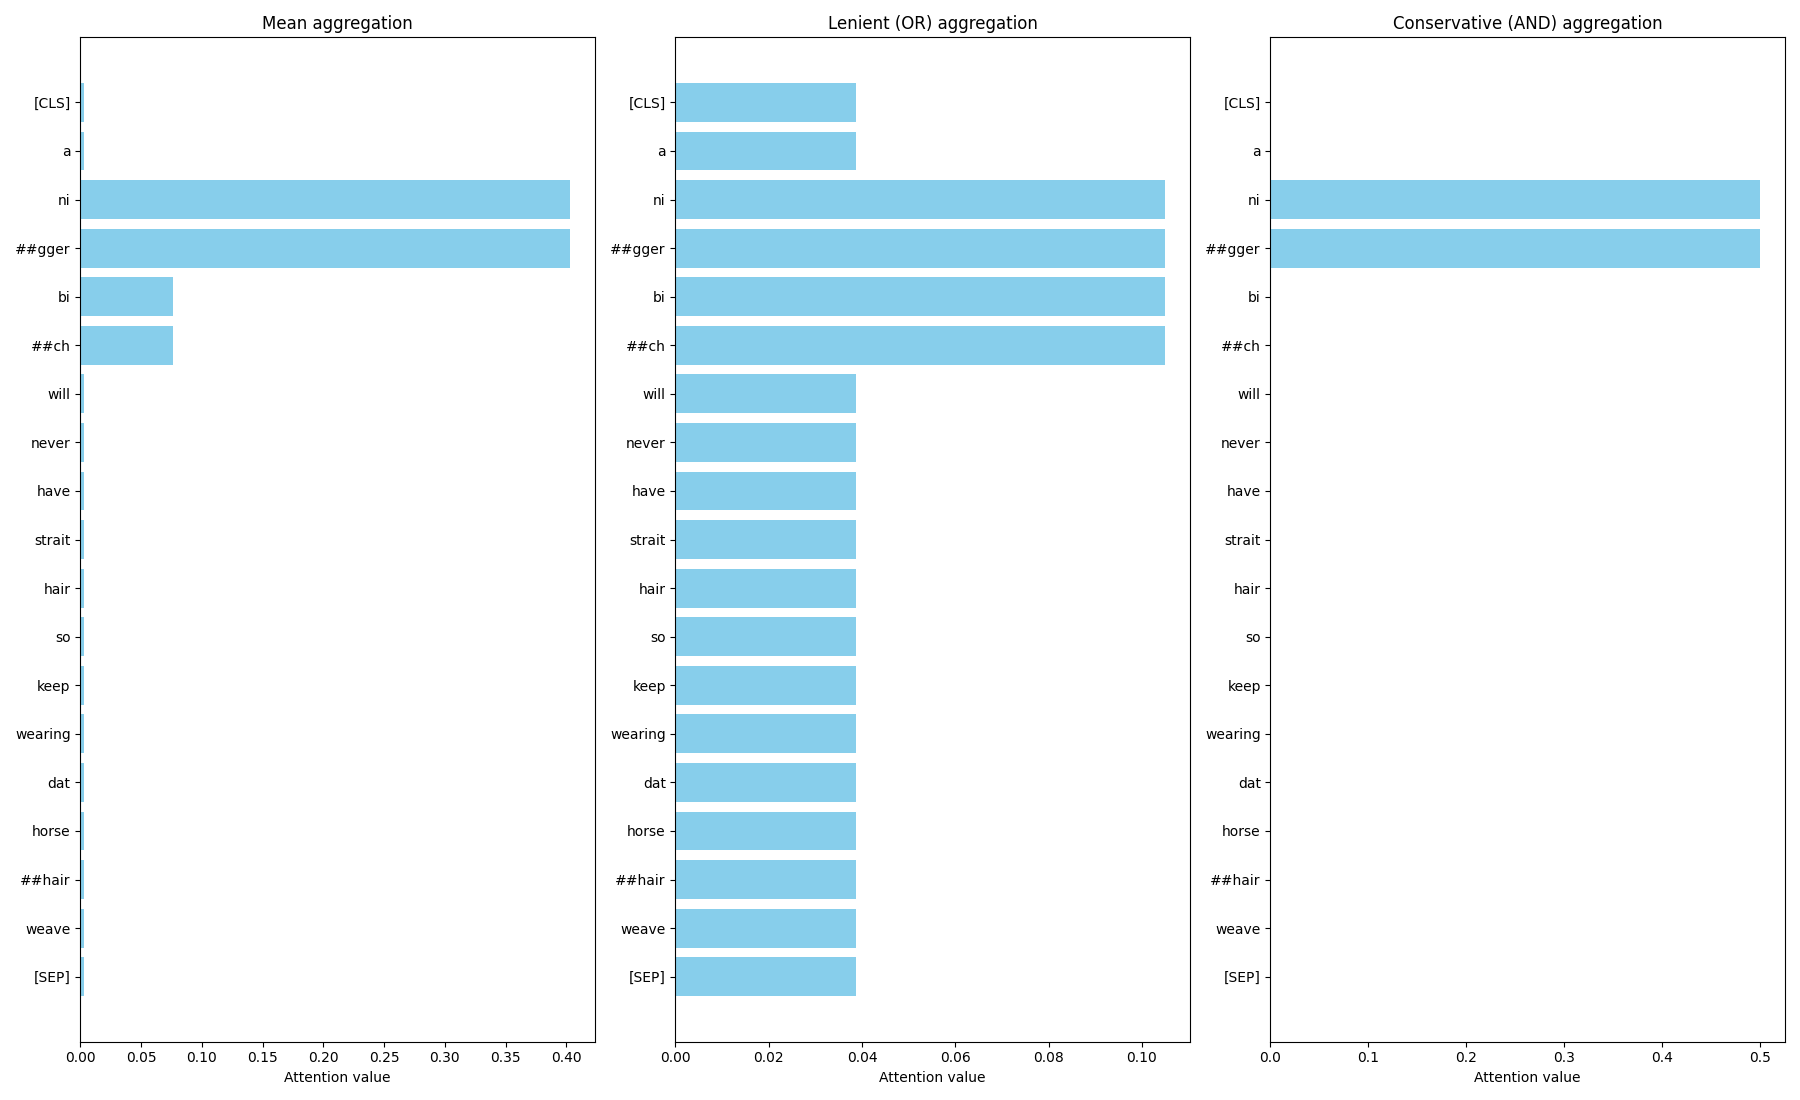 Mean aggregation
[CLS]
a
ni
##gger
bi
##ch
will
never
have
strait
hair
so
keep
wearing
dat
horse
##hair
weave
[SEP]
0.00 0.05 0.10 0.15 0.20 0.25 0.30 0.35 0.40
Attention value
Lenient (OR) aggregation
[CLS]
a
ni
##gger
bi
##ch
will
never
have
strait
hair
so
keep
wearing
dat
horse
##hair
weave
[SEP]
0.00 0.02 0.04 0.06 0.08 0.10
Attention value
Conservative (AND) aggregation
[CLS]
a
ni
##gger
bi
##ch
will
never
have
strait
hair
so
keep
wearing
dat
horse
##hair
weave
[SEP]
0.0 0.1 0.2 0.3 0.4 0.5
Attention value